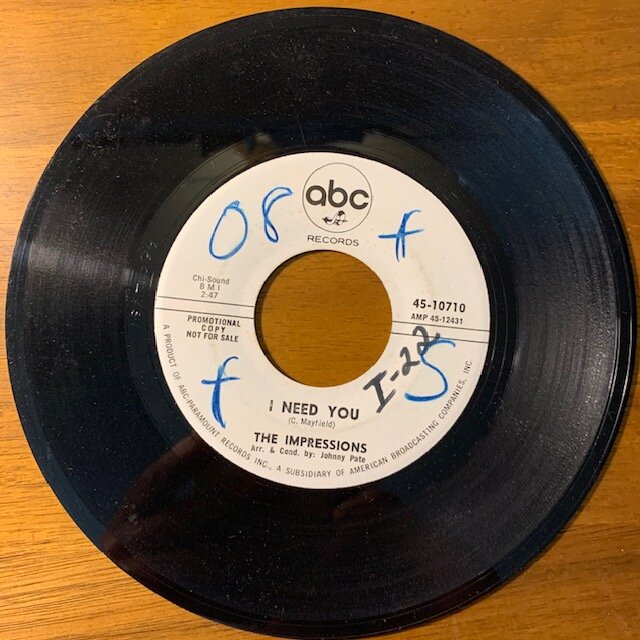 abc
RECORDS
08 f
Chi-Sound
BMI
2:47
45-10710
AMP 45-12431
PROMOTIONAL
COPY
NOT FOR SALE
I-22
f
5
I NEED YOU
(C. Mayfield)
THE IMPRESSIONS
Arr. & Cond. by: Johnny Pate
A PRODUCT OF ABC-PARAMOUNT RECORDS INC., A SUBSIDIARY OF AMERICAN BROADCASTING COMPANIES, INC.